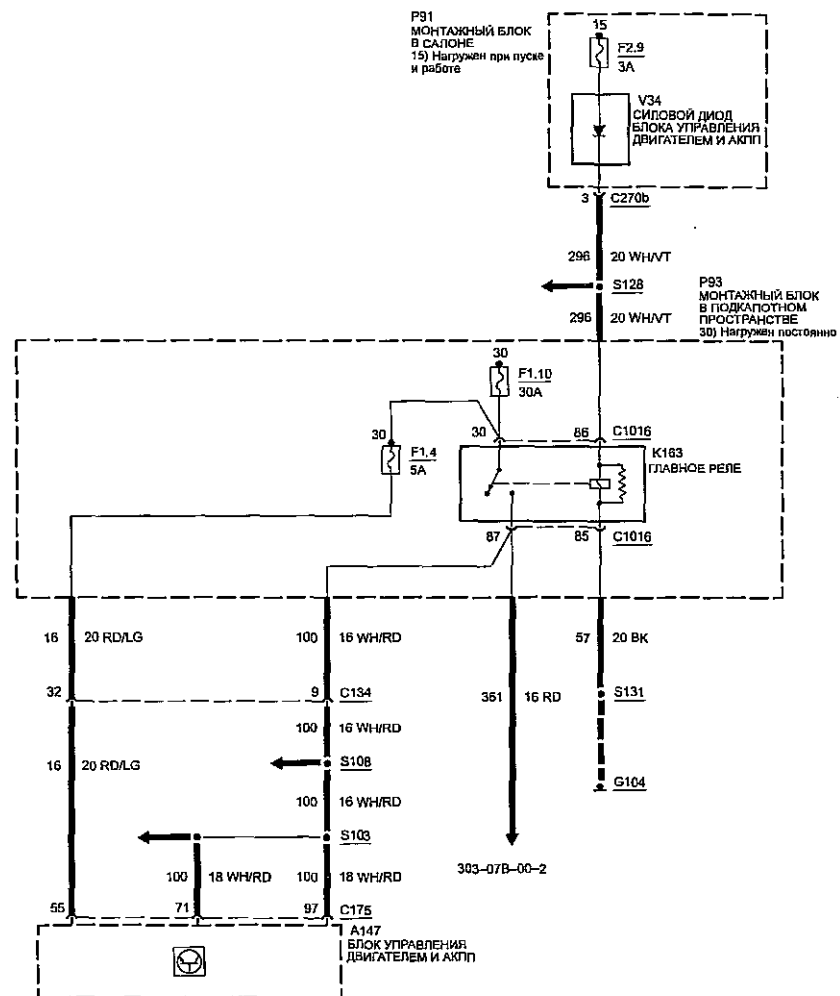 P91
МОНТАЖНЫЙ БЛОК
В САЛОНЕ
15) Нагружен при пуске
и работе
15
F2.9
3A
V34
СИЛОВОЙ ДИОД
БЛОКА УПРАВЛЕНИЯ
ДВИГАТЕЛЕМ И АКПП
3 C270b
296 20 WH/VT
S128
296 20 WH/VT
P93
МОНТАЖНЫЙ БЛОК
В ПОДКАПОТНОМ
ПРОСТРАНСТВЕ
30) Нагружен постоянно
30
F1.10
30A
30
F1.4
5A
30 86 C1016
K163
ГЛАВНОЕ РЕЛЕ
87 85 C1016
16 20 RD/LG
100 16 WH/RD
57 20 BK
32 9 C134
361 16 RD
S131
100 16 WH/RD
16 20 RD/LG
S108
G104
100 16 WH/RD
S103
303-07B-00-2
100 18 WH/RD
100 18 WH/RD
55 71 97 C175
A147
БЛОК УПРАВЛЕНИЯ
ДВИГАТЕЛЕМ И АКПП